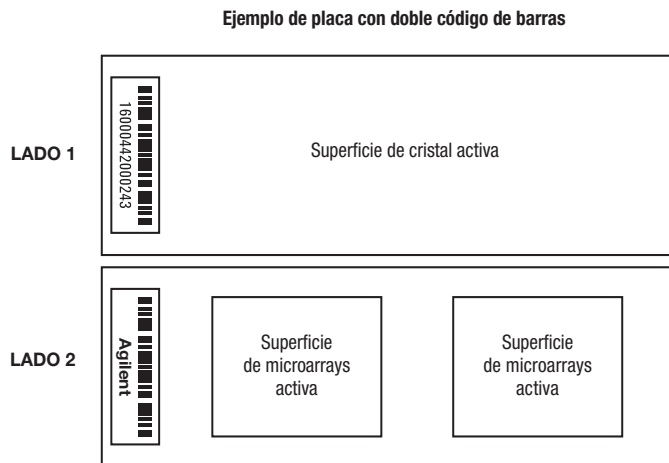 Ejemplo de placa con doble código de barras
LADO 1
16000442000243
Superficie de cristal activa
LADO 2
Agilent
Superficie
de microarrays
activa
Superficie
de microarrays
activa